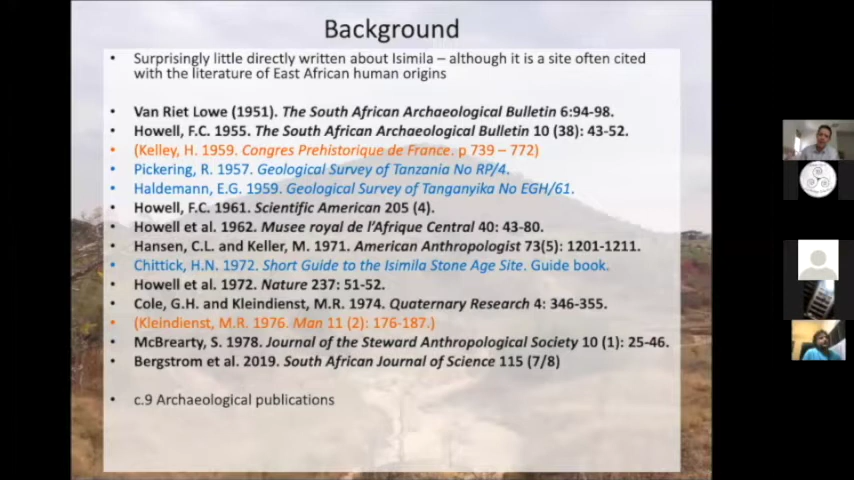 Background
• Surprisingly little directly written about Isimila – although it is a site often cited
with the literature of East African human origins
• Van Riet Lowe (1951). The South African Archaeological Bulletin 6:94-98.
• Howell, F.C. 1955. The South African Archaeological Bulletin 10 (38): 43-52.
• (Kelley, H. 1959. Congres Prehistorique de France. p 739 – 772)
• Pickering, R. 1957. Geological Survey of Tanzania No RP/4.
• Haldemann, E.G. 1959. Geological Survey of Tanganyika No EGH/61.
• Howell, F.C. 1961. Scientific American 205 (4).
• Howell et al. 1962. Musee royal de l'Afrique Central 40: 43-80.
• Hansen, C.L. and Keller, M. 1971. American Anthropologist 73(5): 1201-1211.
• Chittick, H.N. 1972. Short Guide to the Isimila Stone Age Site. Guide book.
• Howell et al. 1972. Nature 237: 51-52.
• Cole, G.H. and Kleindienst, M.R. 1974. Quaternary Research 4: 346-355.
• (Kleindienst, M.R. 1976. Man 11 (2): 176-187.)
• McBrearty, S. 1978. Journal of the Steward Anthropological Society 10 (1): 25-46.
• Bergstrom et al. 2019. South African Journal of Science 115 (7/8)
• c.9 Archaeological publications